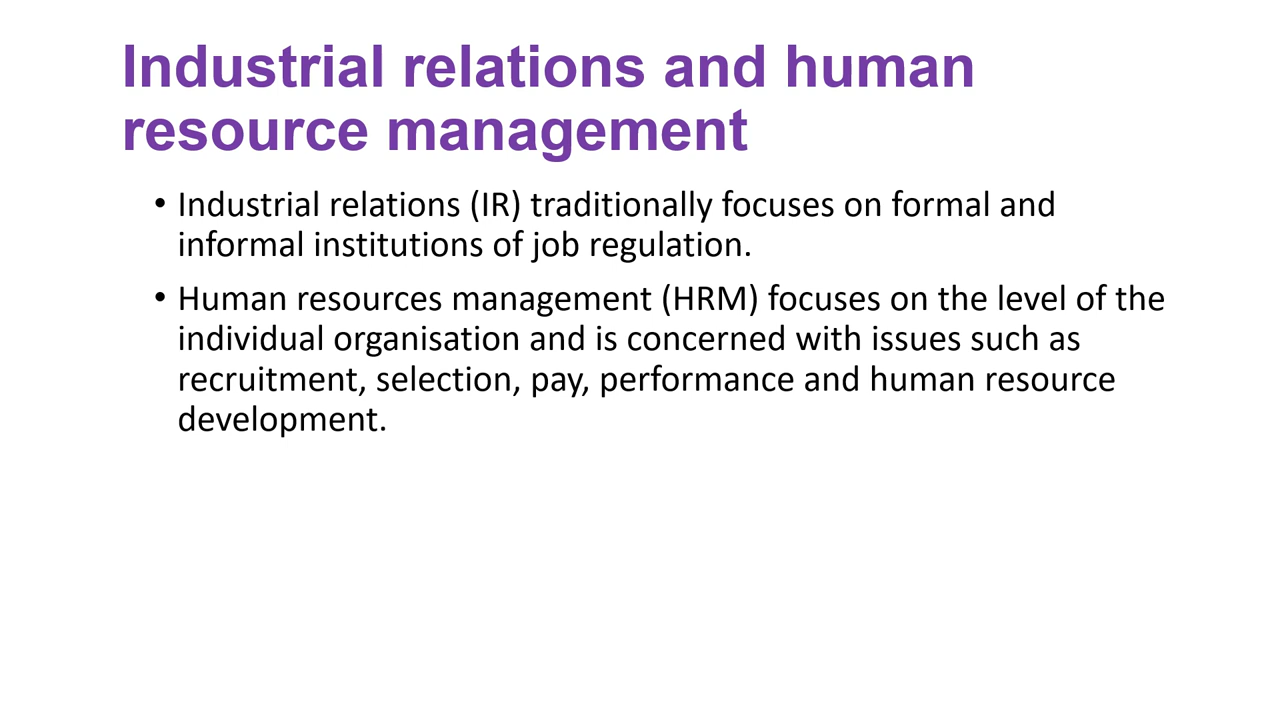 Industrial relations and human
resource management
• Industrial relations (IR) traditionally focuses on formal and
informal institutions of job regulation.
• Human resources management (HRM) focuses on the level of the
individual organisation and is concerned with issues such as
recruitment, selection, pay, performance and human resource
development.